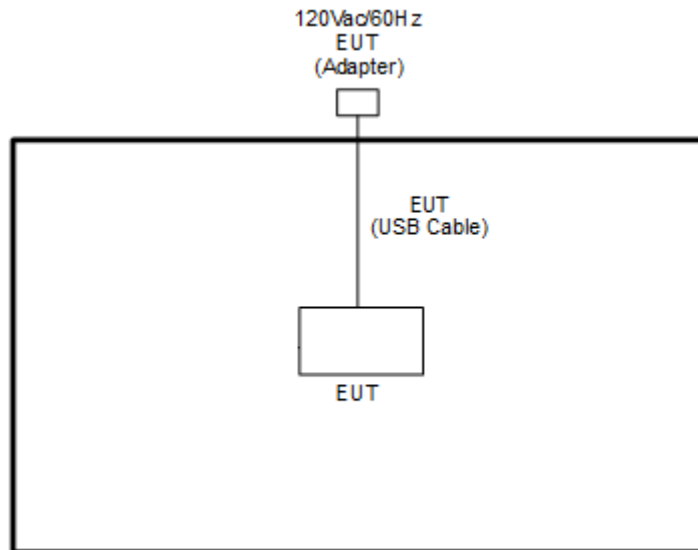 120Vac/60Hz
EUT
(Adapter)
EUT
(USB Cable)
EUT